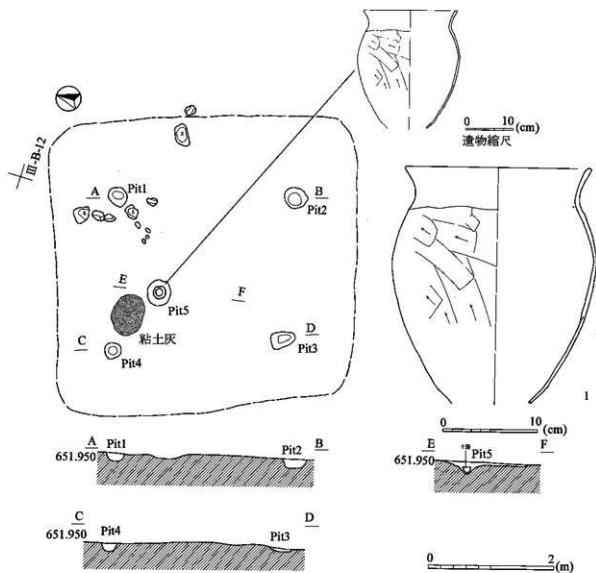 0 10 (cm)
遺物縮尺
III-B-12
A Pit1
B
Pit2
E
F
Pit5
粘土灰
C
Pit4
D
Pit3
1
0 10
(cm)
A Pit1 Pit2 B
651.950
E Pit5 F
651.950
C Pit4 Pit3 D
651.950
0 2
(m)